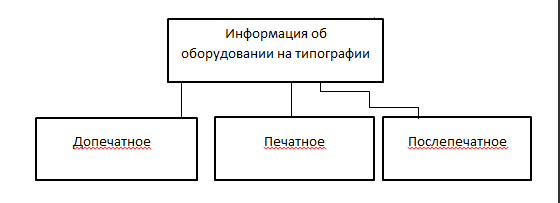 Информация об
оборудовании на типографии
Допечатное
Печатное
Послепечатное